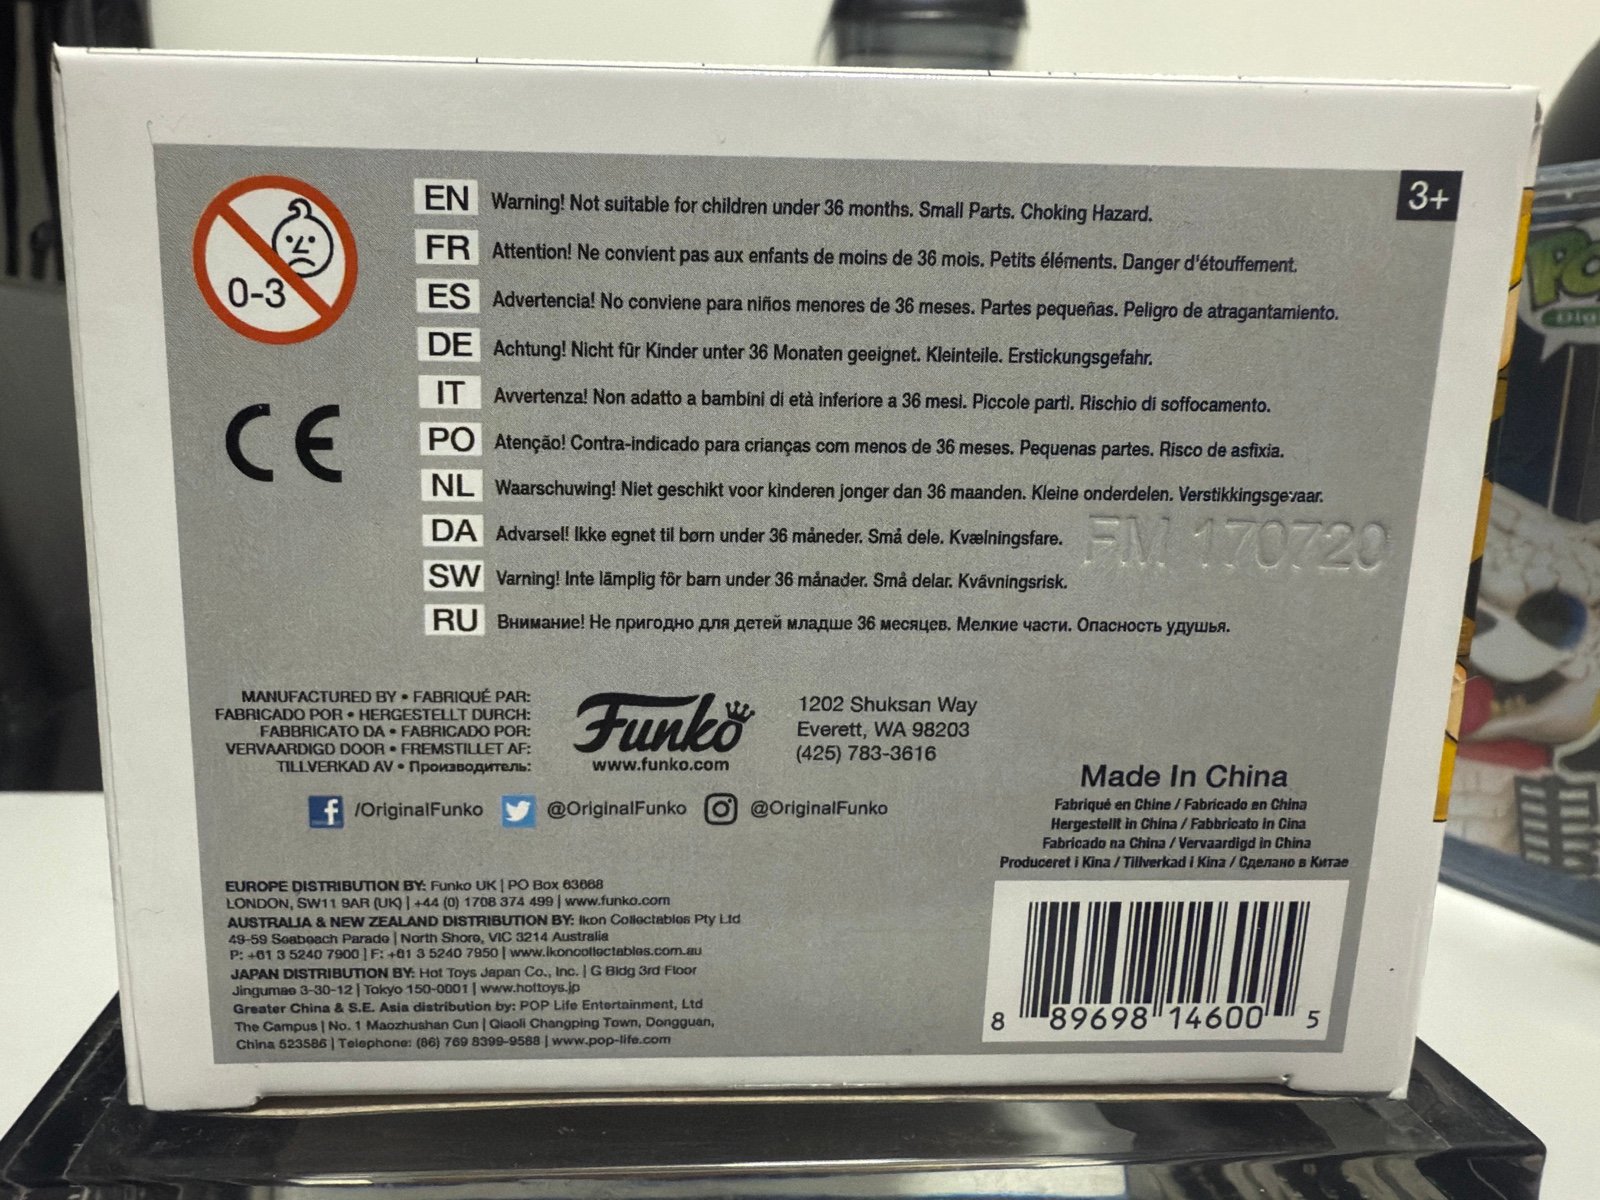 3+
0-3
EN Warning! Not suitable for children under 36 months. Small Parts. Choking Hazard.
FR Attention! Ne convient pas aux enfants de moins de 36 mois. Petits éléments. Danger d'étouffement.
ES Advertencia! No conviene para niños menores de 36 meses. Partes pequeñas. Peligro de atragantamiento.
DE Achtung! Nicht für Kinder unter 36 Monaten geeignet. Kleinteile. Erstickungsgefahr.
IT Avvertenza! Non adatto a bambini di età inferiore a 36 mesi. Piccole parti. Rischio di soffocamento.
CE
PO Atenção! Contra-indicado para crianças com menos de 36 meses. Pequenas partes. Risco de asfixia.
NL Waarschuwing! Niet geschikt voor kinderen jonger dan 36 maanden. Kleine onderdelen. Verstikkingsgevaar.
DA Advarsel! Ikke egnet til børn under 36 måneder. Små dele. Kvælningsfare.
FM 170720
SW Varning! Inte lämplig för barn under 36 månader. Små delar. Kvävningsrisk.
RU Внимание! Не пригодно для детей младше 36 месяцев. Мелкие части. Опасность удушья.
MANUFACTURED BY • FABRIQUÉ PAR:
FABRICADO POR • HERGESTELLT DURCH:
FABBRICATO DA • FABRICADO POR:
VERVAARDIGD DOOR • FREMSTILLET AF:
TILLVERKAD AV • Производитель:
Funko
www.funko.com
1202 Shuksan Way
Everett, WA 98203
(425) 783-3616
/OriginalFunko @OriginalFunko @OriginalFunko
Made In China
Fabriqué en Chine / Fabricado en China
Hergestellt in China / Fabbricato in Cina
Fabricado na China / Vervaardigd in China
Produceret i Kina / Tillverkad i Kina / Сделано в Китае
EUROPE DISTRIBUTION BY: Funko UK | PO Box 63668
LONDON, SW11 9AR (UK) | +44 (0) 1708 374 499 | www.funko.com
AUSTRALIA & NEW ZEALAND DISTRIBUTION BY: Ikon Collectables Pty Ltd
49-59 Seabeach Parade | North Shore, VIC 3214 Australia
P: +61 3 5240 7900 | F: +61 3 5240 7950 | www.ikoncollectables.com.au
JAPAN DISTRIBUTION BY: Hot Toys Japan Co., Inc. | G Bldg 3rd Floor
Jingumae 3-30-12 | Tokyo 150-0001 | www.hottoys.jp
Greater China & S.E. Asia distribution by: POP Life Entertainment, Ltd
The Campus | No. 1 Maozhushan Cun | Qiaoli Changping Town, Dongguan,
China 523586 | Telephone: (86) 769 8399-9588 | www.pop-life.com
8 89698 14600 5